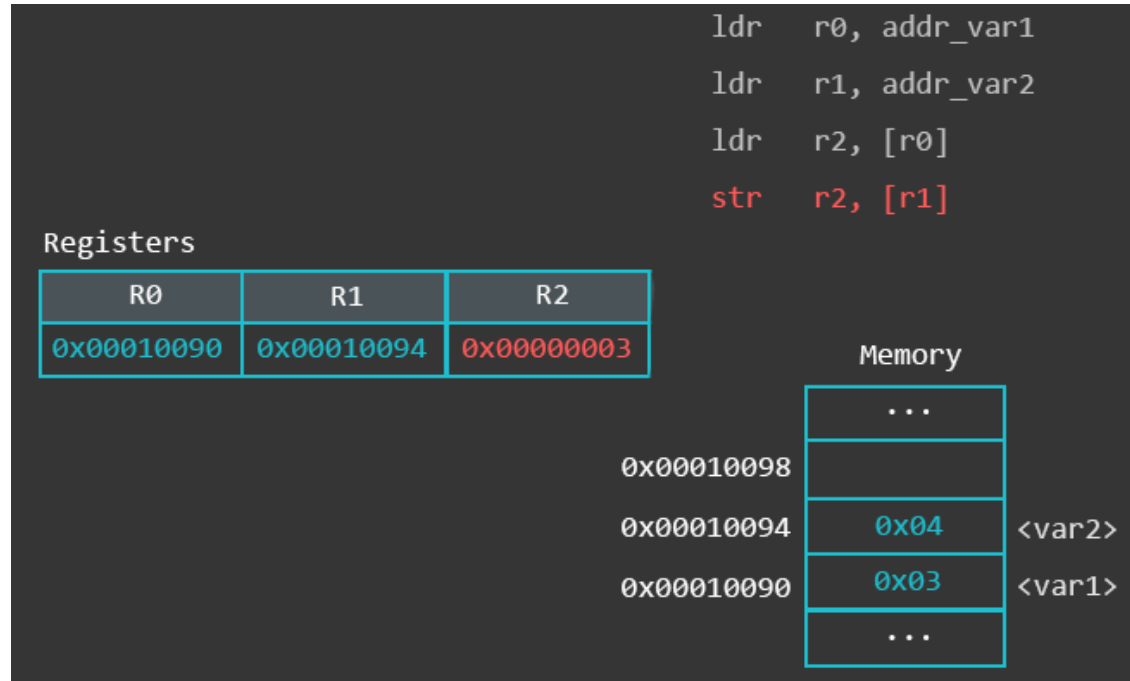 ldr r0, addr_var1
ldr r1, addr_var2
ldr r2, [r0]
str r2, [r1]
Registers
R0 R1 R2
0x00010090 0x00010094 0x00000003
Memory
...
0x00010098
0x00010094 0x04 <var2>
0x00010090 0x03 <var1>
...